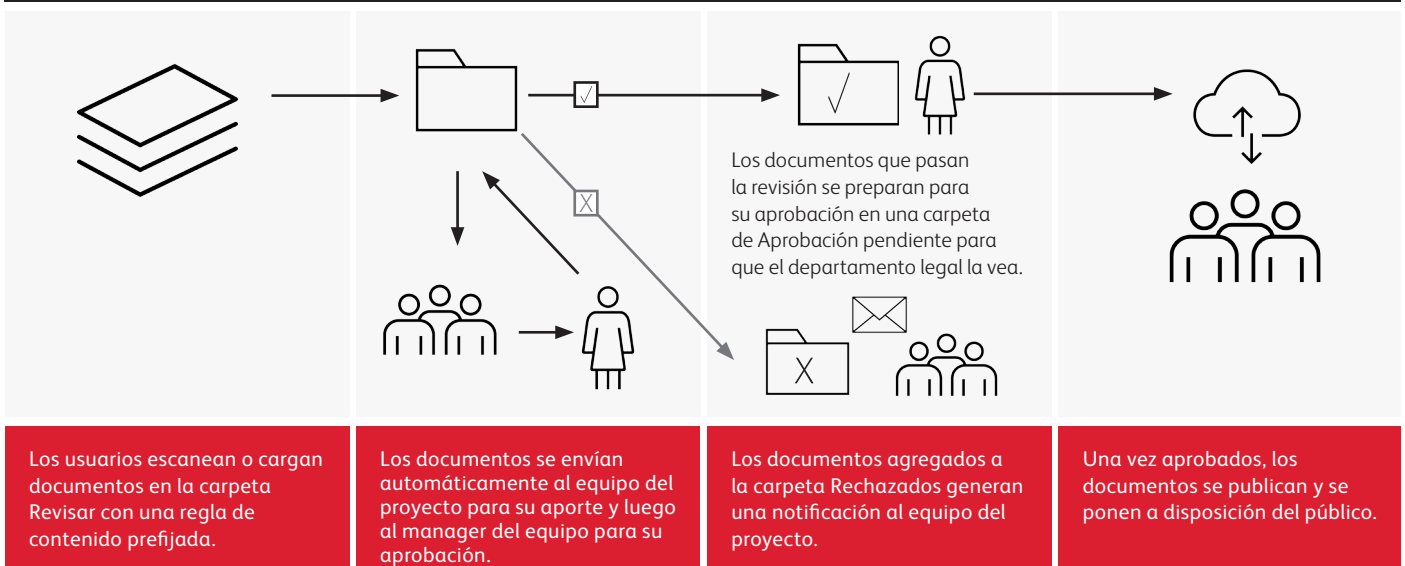 Los documentos que pasan
la revisión se preparan para
su aprobación en una carpeta
de Aprobación pendiente para
que el departamento legal la vea.
Los usuarios escanean o cargan
documentos en la carpeta
Revisar con una regla de
contenido prefijada.
Los documentos se envían
automáticamente al equipo del
proyecto para su aporte y luego
al manager del equipo para su
aprobación.
Los documentos agregados a
la carpeta Rechazados generan
una notificación al equipo del
proyecto.
Una vez aprobados, los
documentos se publican y se
ponen a disposición del público.